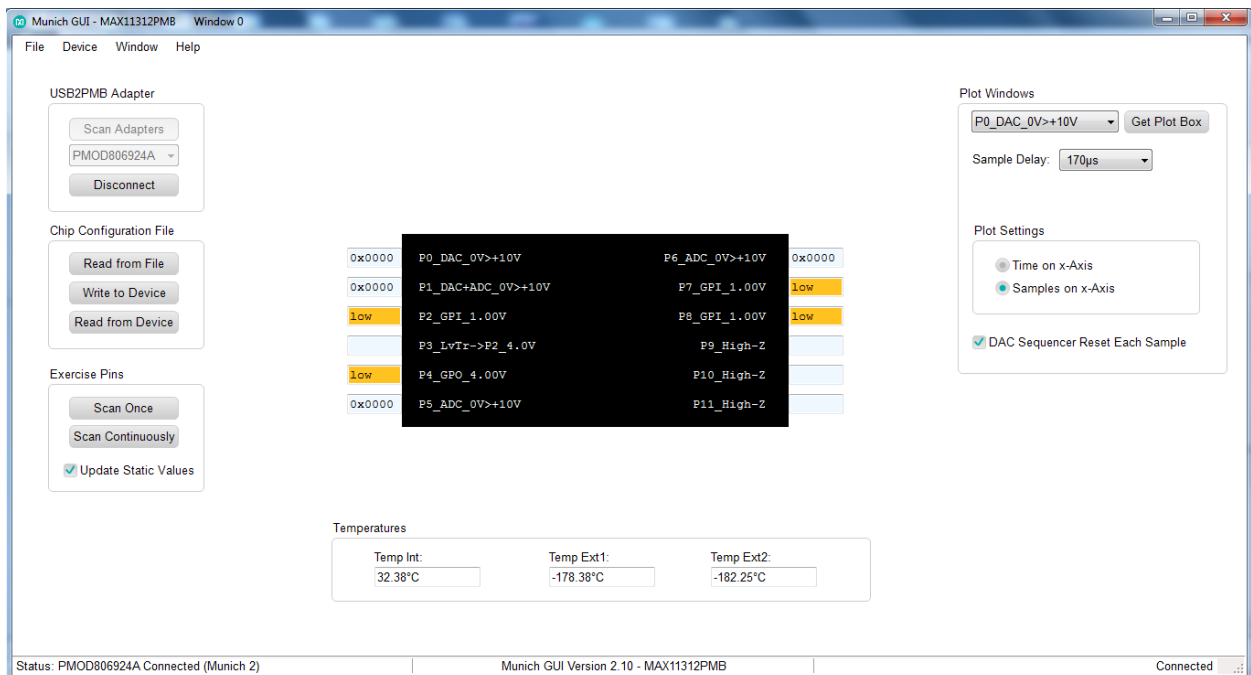 Munich GUI - MAX11312PMB Window 0
File Device Window Help
USB2PMB Adapter
Scan Adapters
PMOD806924A
Disconnect
Chip Configuration File
Read from File
Write to Device
Read from Device
Exercise Pins
Scan Once
Scan Continuously
Update Static Values
0x0000 P0_DAC_0V>+10V P6_ADC_0V>+10V 0x0000
0x0000 P1_DAC+ADC_0V>+10V P7_GPI_1.00V low
low P2_GPI_1.00V P8_GPI_1.00V low
P3_LvTr->P2_4.0V P9_High-Z
low P4_GPO_4.00V P10_High-Z
0x0000 P5_ADC_0V>+10V P11_High-Z
Temperatures
Temp Int: Temp Ext1: Temp Ext2:
32.38°C -178.38°C -182.25°C
Plot Windows
P0_DAC_0V>+10V Get Plot Box
Sample Delay: 170µs
Plot Settings
Time on x-Axis
Samples on x-Axis
DAC Sequencer Reset Each Sample
Status: PMOD806924A Connected (Munich 2) Munich GUI Version 2.10 - MAX11312PMB Connected